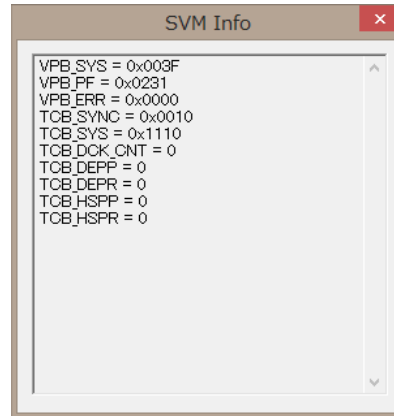 SVM Info
VPB_SYS = 0x003F
VPB_PF = 0x0231
VPB_ERR = 0x0000
TCB_SYNC = 0x0010
TCB_SYS = 0x1110
TCB_DCK_CNT = 0
TCB_DEPP = 0
TCB_DEPR = 0
TCB_HSPP = 0
TCB_HSPR = 0